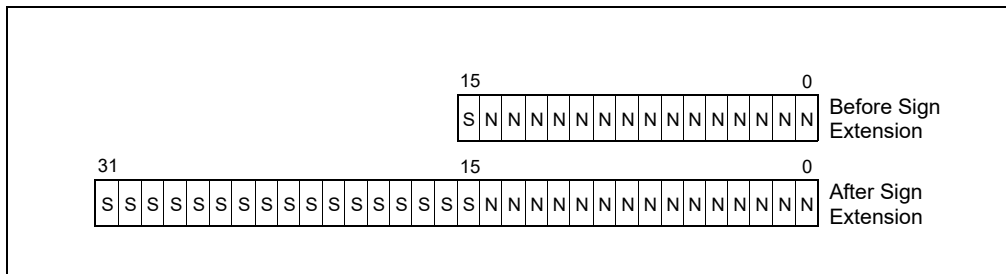 15 0
S N N N N N N N N N N N N N N N
Before Sign
Extension
31 15 0
S S S S S S S S S S S S S S S S S N N N N N N N N N N N N N N N
After Sign
Extension